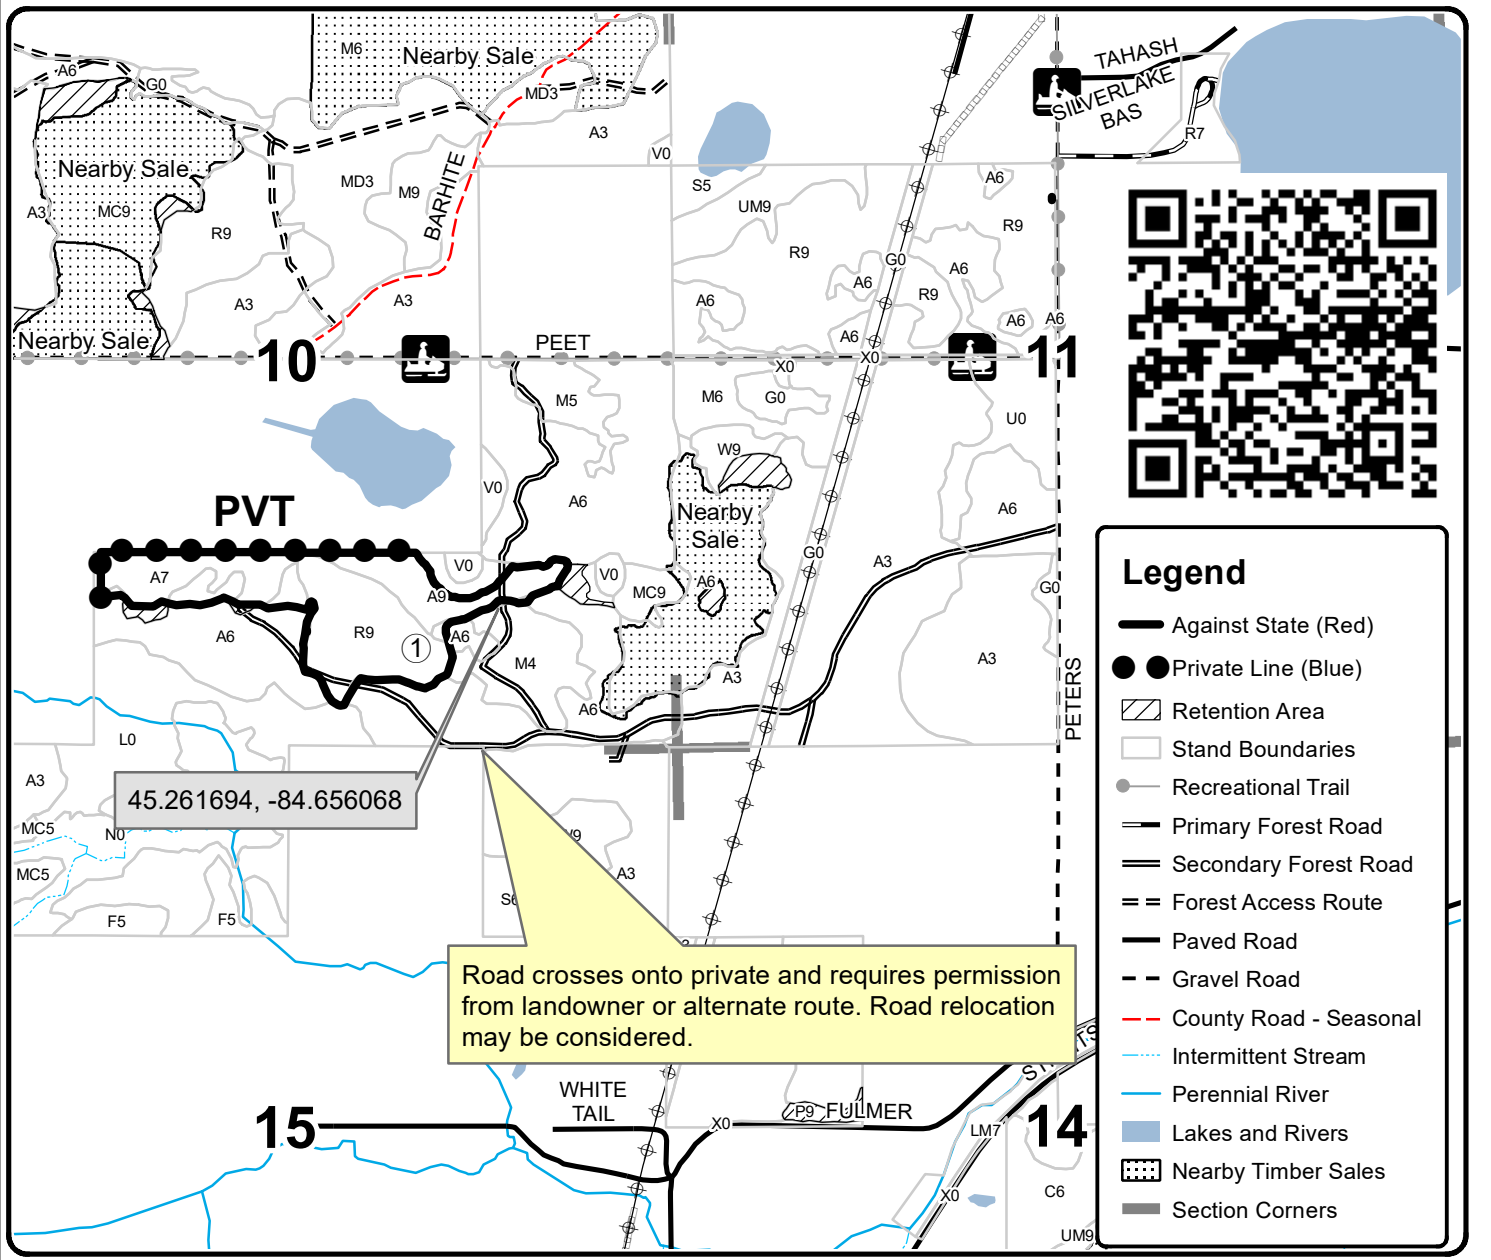 M6
Nearby Sale
A6
G0
MD3
TAHASH
SILVERLAKE
BAS
R7
A3
V0
Nearby Sale
MD3
M9
BARHITE
S5
UM9
A6
A3
MC9
R9
R9
R9
G0
A6
A6
R9
A3
A3
A6
A6
A6
A6
Nearby Sale
10
PEET
X0
X0
11
M5
M6
G0
U0
W9
V0
A6
PVT
Nearby
Sale
A6
G0
A3
V0
V0
A7
A9
MC9
A6
G0
A6
R9
1
A6
M4
A3
A3
PETERS
A6
L0
A3
45.261694, -84.656068
MC5
N0
MC5
A3
F5
F5
Road crosses onto private and requires permission
from landowner or alternate route. Road relocation
may be considered.
WHITE
TAIL
P9
FULMER
15
X0
LM7
14
X0
C6
UM9
Legend
Against State (Red)
Private Line (Blue)
Retention Area
Stand Boundaries
Recreational Trail
Primary Forest Road
Secondary Forest Road
Forest Access Route
Paved Road
Gravel Road
County Road - Seasonal
Intermittent Stream
Perennial River
Lakes and Rivers
Nearby Timber Sales
Section Corners